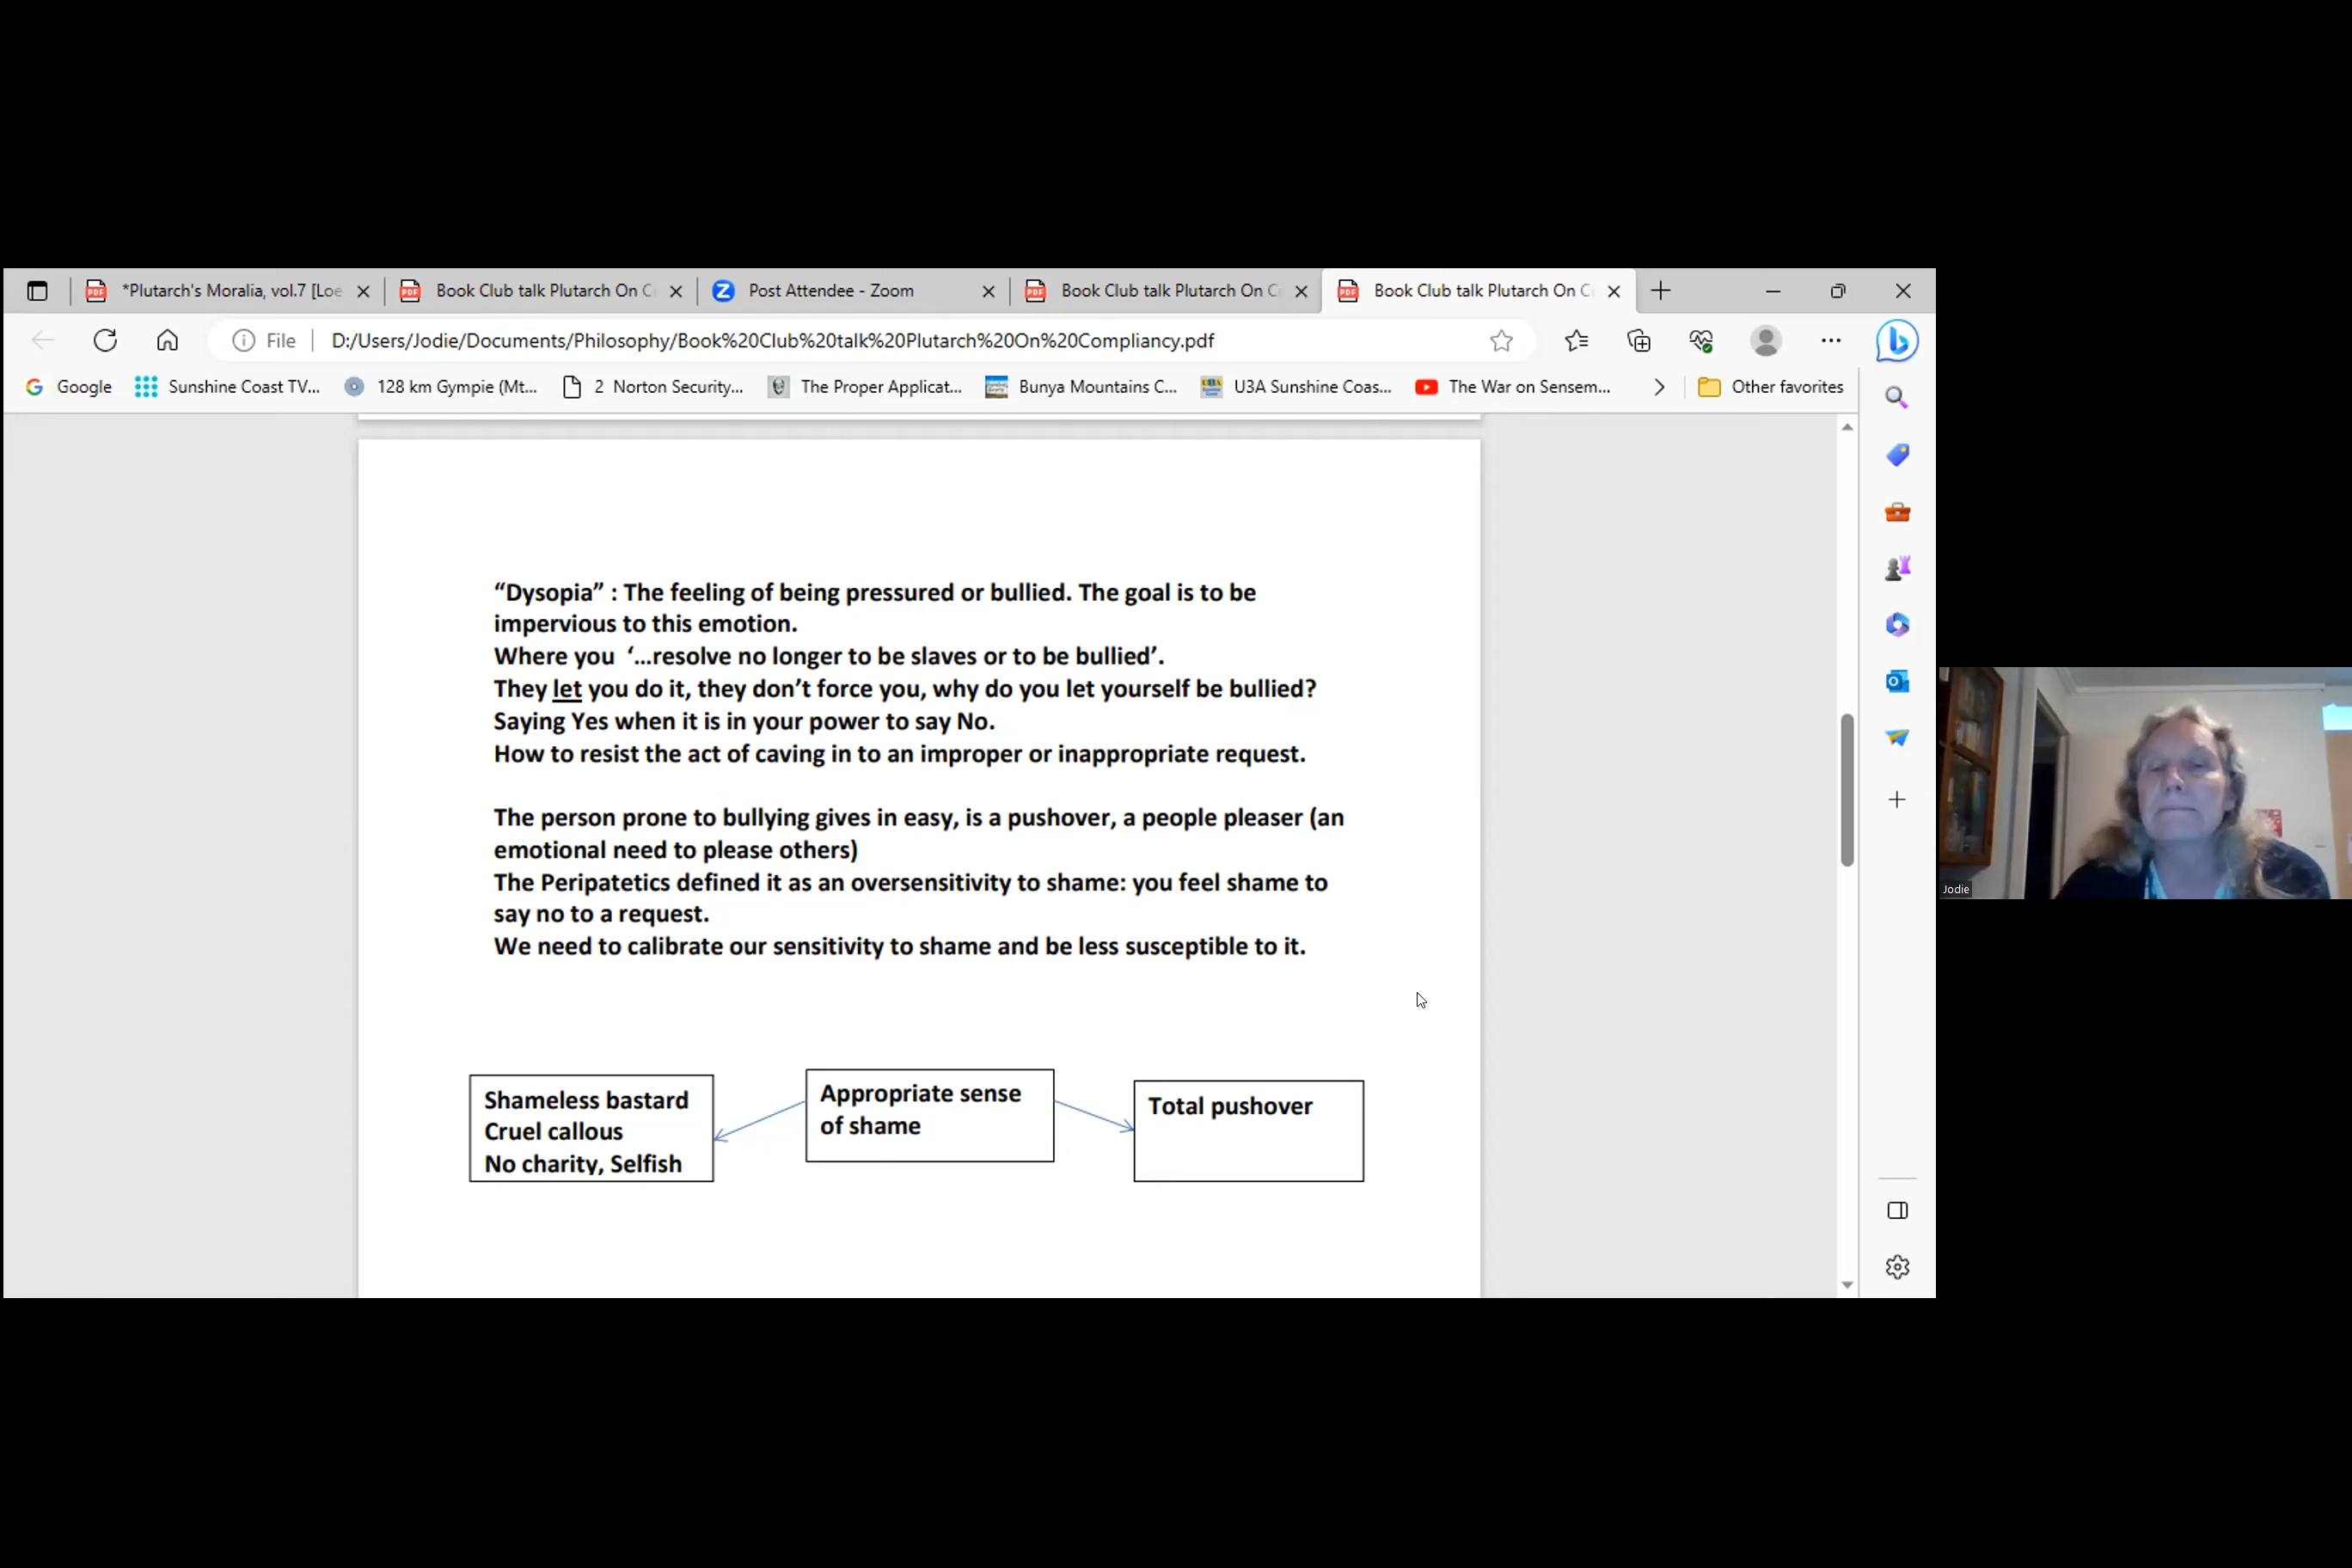 *Plutarch's Moralia, vol.7 [Loe
Book Club talk Plutarch On C
Post Attendee - Zoom
Book Club talk Plutarch On C
Book Club talk Plutarch On C
File
D:/Users/Jodie/Documents/Philosophy/Book%20Club%20talk%20Plutarch%20On%20Compliancy.pdf
Google
Sunshine Coast TV...
128 km Gympie (Mt...
2 Norton Security...
The Proper Applicat...
Bunya Mountains C...
U3A Sunshine Coas...
The War on Sensem...
Other favorites
“Dysopia” : The feeling of being pressured or bullied. The goal is to be
impervious to this emotion.
Where you ‘...resolve no longer to be slaves or to be bullied’.
They let you do it, they don’t force you, why do you let yourself be bullied?
Saying Yes when it is in your power to say No.
How to resist the act of caving in to an improper or inappropriate request.
The person prone to bullying gives in easy, is a pushover, a people pleaser (an
emotional need to please others)
The Peripatetics defined it as an oversensitivity to shame: you feel shame to
say no to a request.
We need to calibrate our sensitivity to shame and be less susceptible to it.
Shameless bastard
Cruel callous
No charity, Selfish
Appropriate sense
of shame
Total pushover
Jodie